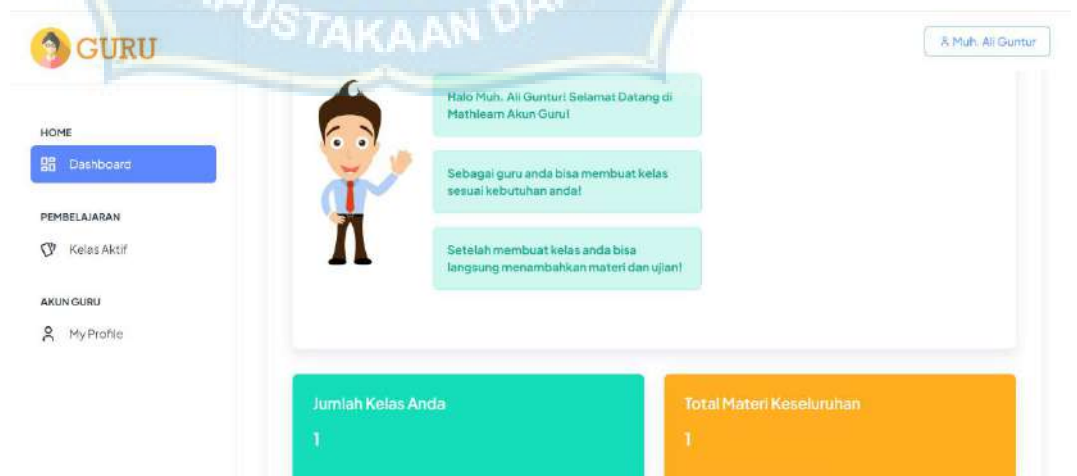 PUSTAKAAN DAN
GURU
Muh. Ali Guntur
Halo Muh. Ali Guntur! Selamat Datang di
Mathlearn Akun Guru!
HOME
Dashboard
Sebagai guru anda bisa membuat kelas
sesuai kebutuhan anda!
PEMBELAJARAN
Kelas Aktif
Setelah membuat kelas anda bisa
langsung menambahkan materi dan ujian!
AKUN GURU
My Profile
Jumlah Kelas Anda
1
Total Materi Keseluruhan
1